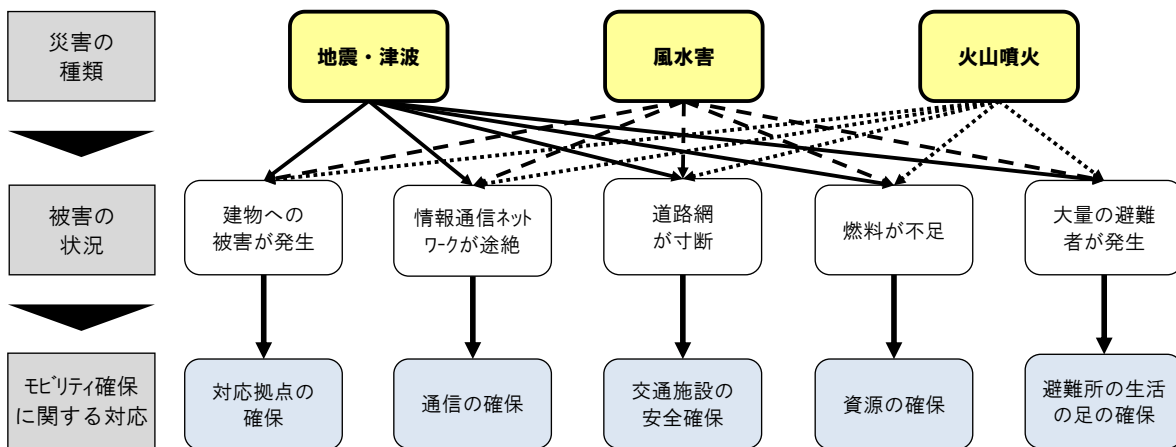 災害の
種類
地震・津波
風水害
火山噴火
被害の
状況
建物への
被害が発生
情報通信ネット
ワークが途絶
道路網
が寸断
燃料が不足
大量の避難
者が発生
モビリティ確保
に関する対応
対応拠点の
確保
通信の確保
交通施設の
安全確保
資源の確保
避難所の生活
の足の確保